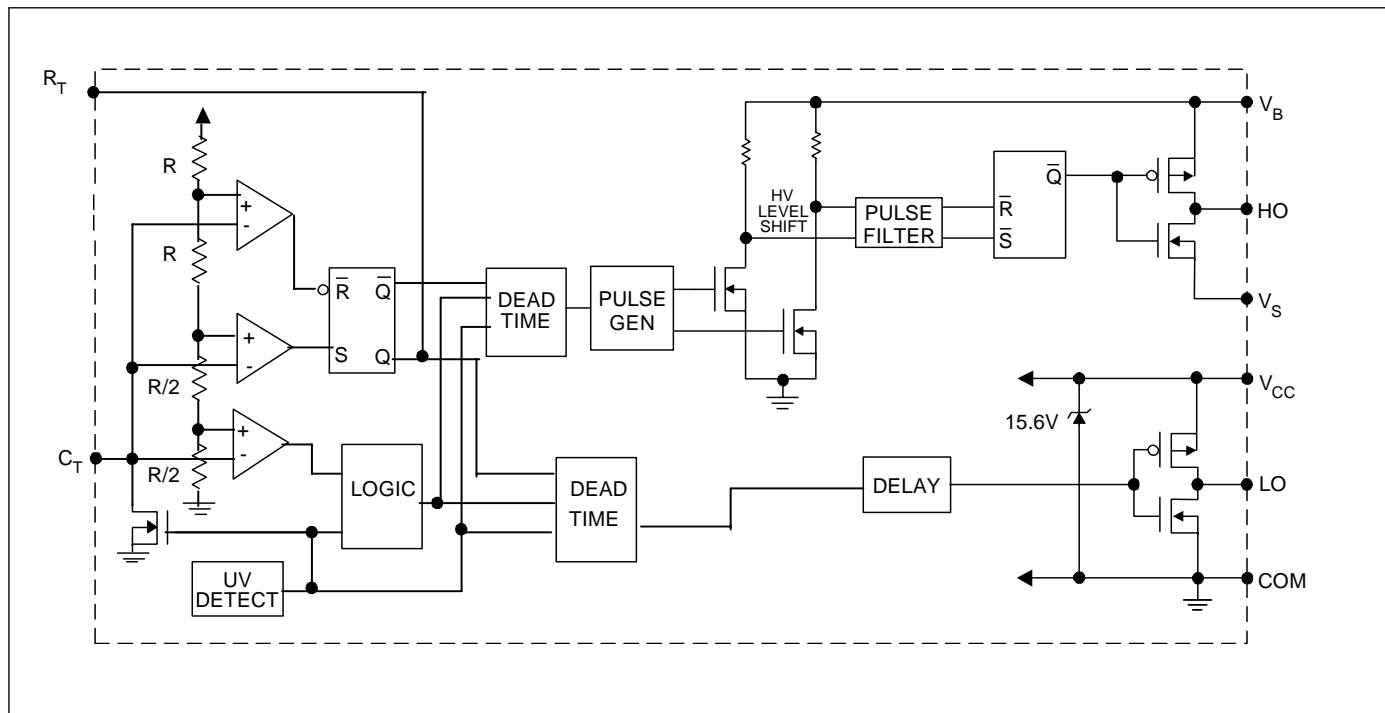 R_T
V_B
R
+
-
HV
LEVEL
SHIFT
PULSE
FILTER
R̅
S̅
Q̅
HO
R
R̅
Q̅
S
Q
DEAD
TIME
PULSE
GEN
V_S
+
-
R/2
V_CC
15.6V
+
-
C_T
R/2
LOGIC
DEAD
TIME
DELAY
LO
UV
DETECT
COM